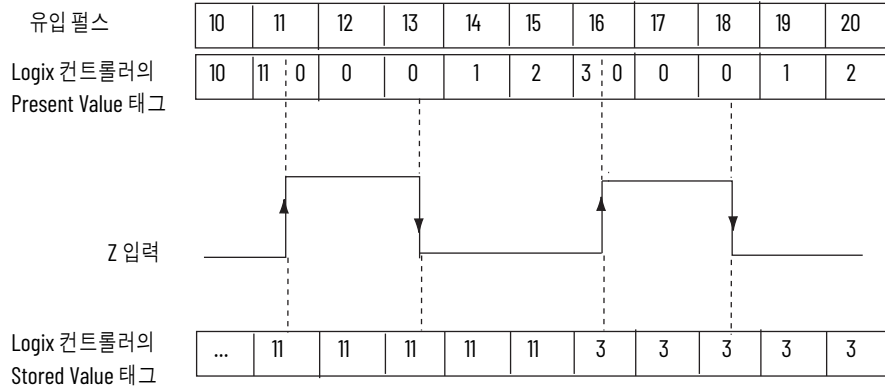 유입 펄스 10 11 12 13 14 15 16 17 18 19 20
Logix 컨트롤러의
Present Value 태그
10 11 0 0 0 1 2 3 0 0 0 1 2
Z 입력
Logix 컨트롤러의
Stored Value 태그
... 11 11 11 11 11 3 3 3 3 3